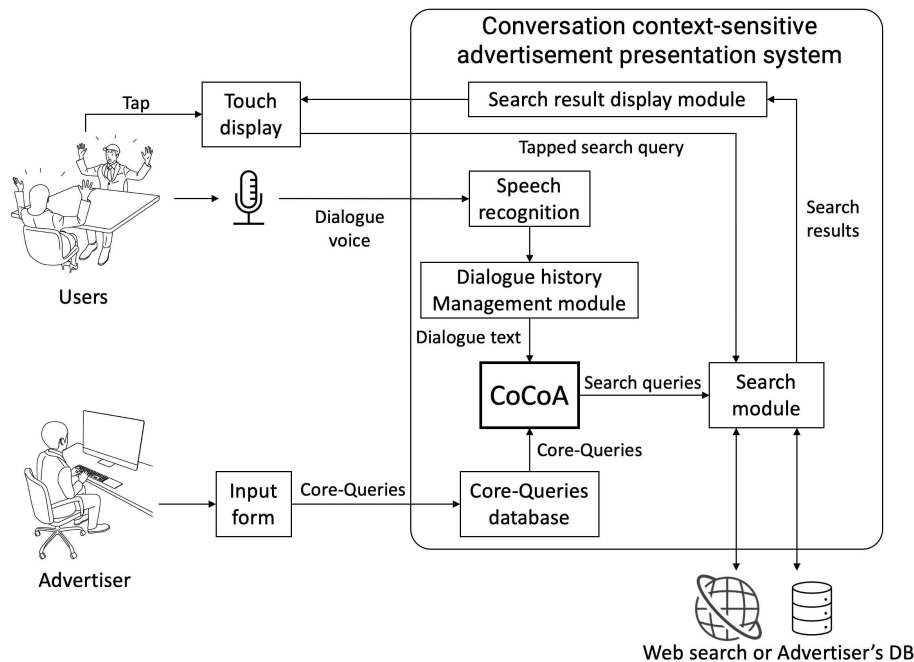 Conversation context-sensitive
advertisement presentation system
Tap
Touch
display
Search result display module
Tapped search query
Speech
recognition
Dialogue
voice
Search
results
Users
Dialogue history
Management module
Dialogue text
CoCoA
Search queries
Search
module
Core-Queries
Input
form
Core-Queries
Core-Queries
database
Advertiser
Web search or Advertiser's DB